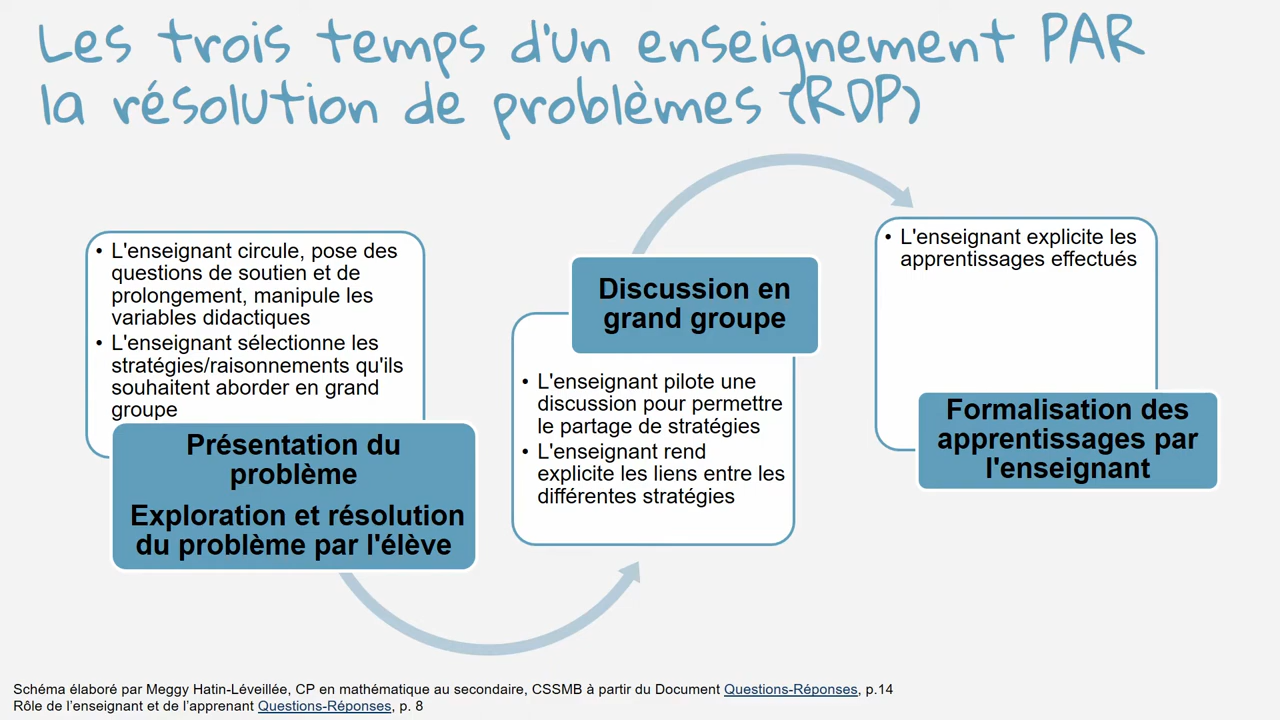 Les trois temps d'un enseignement PAR
la résolution de problèmes (RDP)
• L'enseignant circule, pose des
questions de soutien et de
prolongement, manipule les
variables didactiques
• L'enseignant sélectionne les
stratégies/raisonnements qu'ils
souhaitent aborder en grand
groupe
Présentation du
problème
Exploration et résolution
du problème par l'élève
Discussion en
grand groupe
• L'enseignant pilote une
discussion pour permettre
le partage de stratégies
• L'enseignant rend
explicite les liens entre les
différentes stratégies
• L'enseignant explicite les
apprentissages effectués
Formalisation des
apprentissages par
l'enseignant
Schéma élaboré par Meggy Hatin-Léveillée, CP en mathématique au secondaire, CSSMB à partir du Document Questions-Réponses, p.14
Rôle de l'enseignant et de l'apprenant Questions-Réponses, p. 8